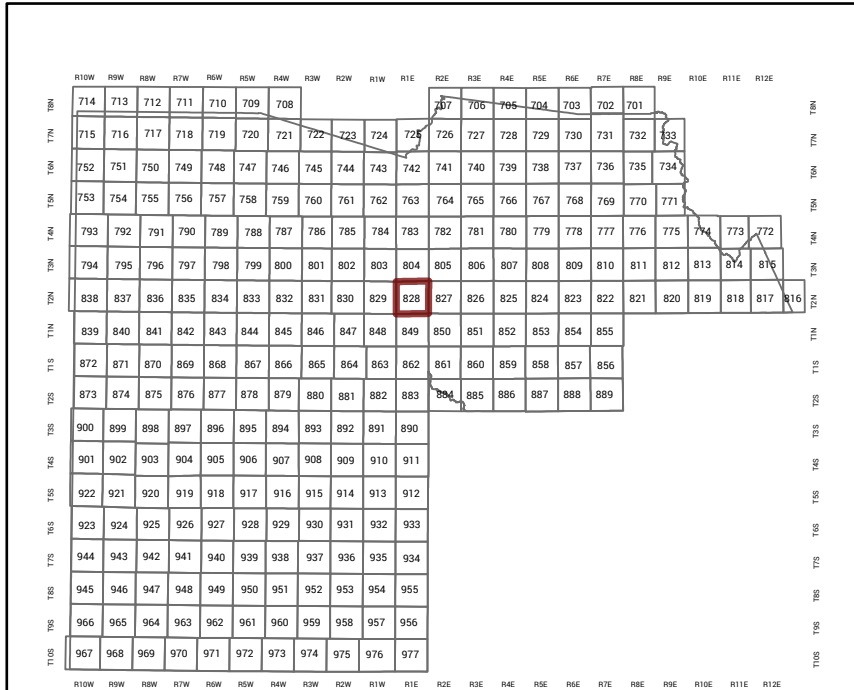 R10W R9W R8W R7W R6W R5W R4W R3W R2W R1W R1E R2E R3E R4E R5E R6E R7E R8E R9E R10E R11E R12E
T8N 714 713 712 711 710 709 708 707 706 705 704 703 702 701 T8N
T7N 715 716 717 718 719 720 721 722 723 724 725 726 727 728 729 730 731 732 733 T7N
T6N 752 751 750 749 748 747 746 745 744 743 742 741 740 739 738 737 736 735 734 T6N
T5N 753 754 755 756 757 758 759 760 761 762 763 764 765 766 767 768 769 770 771 T5N
T4N 793 792 791 790 789 788 787 786 785 784 783 782 781 780 779 778 777 776 775 774 773 772 T4N
T3N 794 795 796 797 798 799 800 801 802 803 804 805 806 807 808 809 810 811 812 813 814 815 T3N
T2N 838 837 836 835 834 833 832 831 830 829 828 827 826 825 824 823 822 821 820 819 818 817 816 T2N
T1N 839 840 841 842 843 844 845 846 847 848 849 850 851 852 853 854 855 T1N
T1S 872 871 870 869 868 867 866 865 864 863 862 861 860 859 858 857 856 T1S
T2S 873 874 875 876 877 878 879 880 881 882 883 884 885 886 887 888 889 T2S
T3S 900 899 898 897 896 895 894 893 892 891 890 T3S
T4S 901 902 903 904 905 906 907 908 909 910 911 T4S
T5S 922 921 920 919 918 917 916 915 914 913 912 T5S
T6S 923 924 925 926 927 928 929 930 931 932 933 T6S
T7S 944 943 942 941 940 939 938 937 936 935 934 T7S
T8S 945 946 947 948 949 950 951 952 953 954 955 T8S
T9S 966 965 964 963 962 961 960 959 958 957 956 T9S
T10S 967 968 969 970 971 972 973 974 975 976 977 T10S
R10W R9W R8W R7W R6W R5W R4W R3W R2W R1W R1E R2E R3E R4E R5E R6E R7E R8E R9E R10E R11E R12E